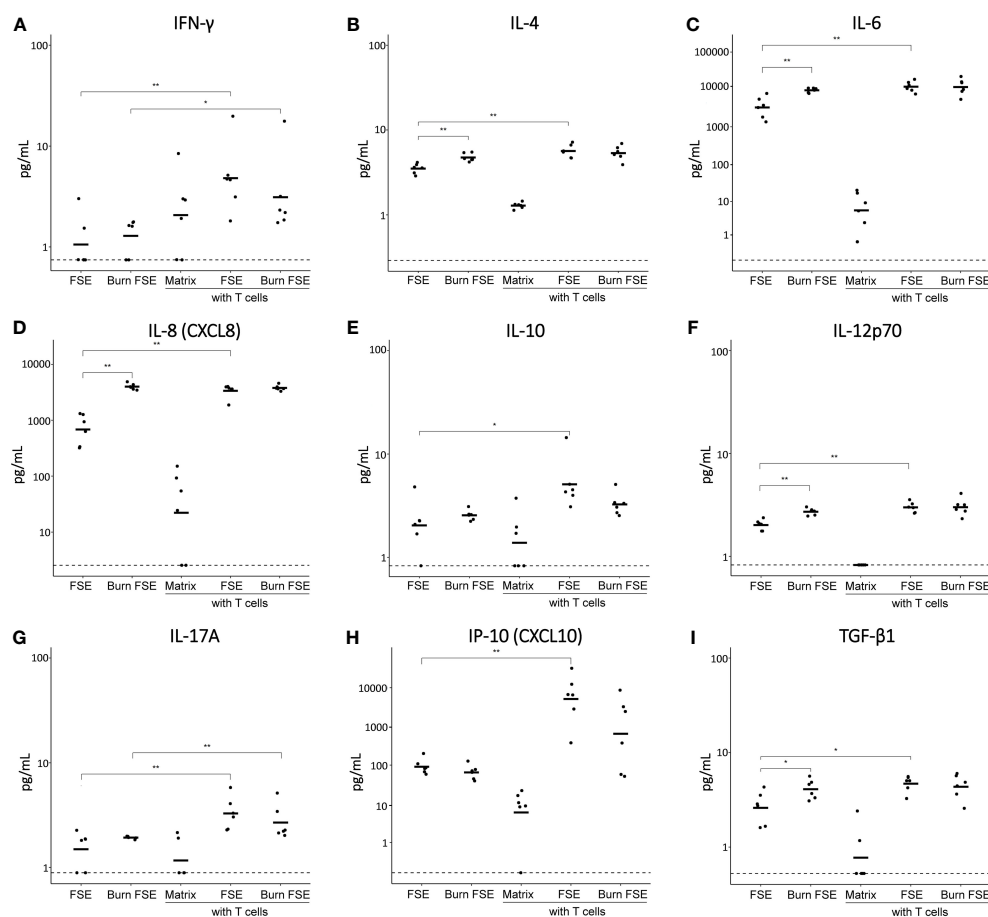 A
IFN-γ
100
10
1
pg/mL
**
*
FSE Burn FSE Matrix FSE Burn FSE
with T cells
B
IL-4
100
10
1
pg/mL
**
**
FSE Burn FSE Matrix FSE Burn FSE
with T cells
C
IL-6
100000
10000
1000
100
10
1
pg/mL
**
**
FSE Burn FSE Matrix FSE Burn FSE
with T cells
D
IL-8 (CXCL8)
10000
1000
100
10
pg/mL
**
**
FSE Burn FSE Matrix FSE Burn FSE
with T cells
E
IL-10
100
10
1
pg/mL
*
FSE Burn FSE Matrix FSE Burn FSE
with T cells
F
IL-12p70
100
10
1
pg/mL
**
**
FSE Burn FSE Matrix FSE Burn FSE
with T cells
G
IL-17A
100
10
1
pg/mL
**
**
FSE Burn FSE Matrix FSE Burn FSE
with T cells
H
IP-10 (CXCL10)
10000
1000
100
10
1
pg/mL
**
FSE Burn FSE Matrix FSE Burn FSE
with T cells
I
TGF-β1
100
10
1
pg/mL
*
*
FSE Burn FSE Matrix FSE Burn FSE
with T cells